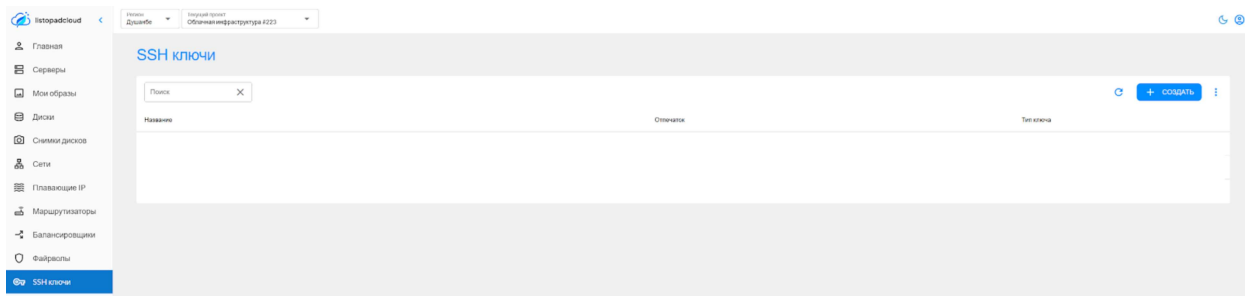 listopadcloud
Регион
Душанбе
Текущий проект
Облачная инфраструктура #223
Главная
Серверы
Мои образы
Диски
Снимки дисков
Сети
Плавающие IP
Маршрутизаторы
Балансировщики
Файрволы
SSH ключи
SSH ключи
Поиск
СОЗДАТЬ
Название
Отпечаток
Тип ключа